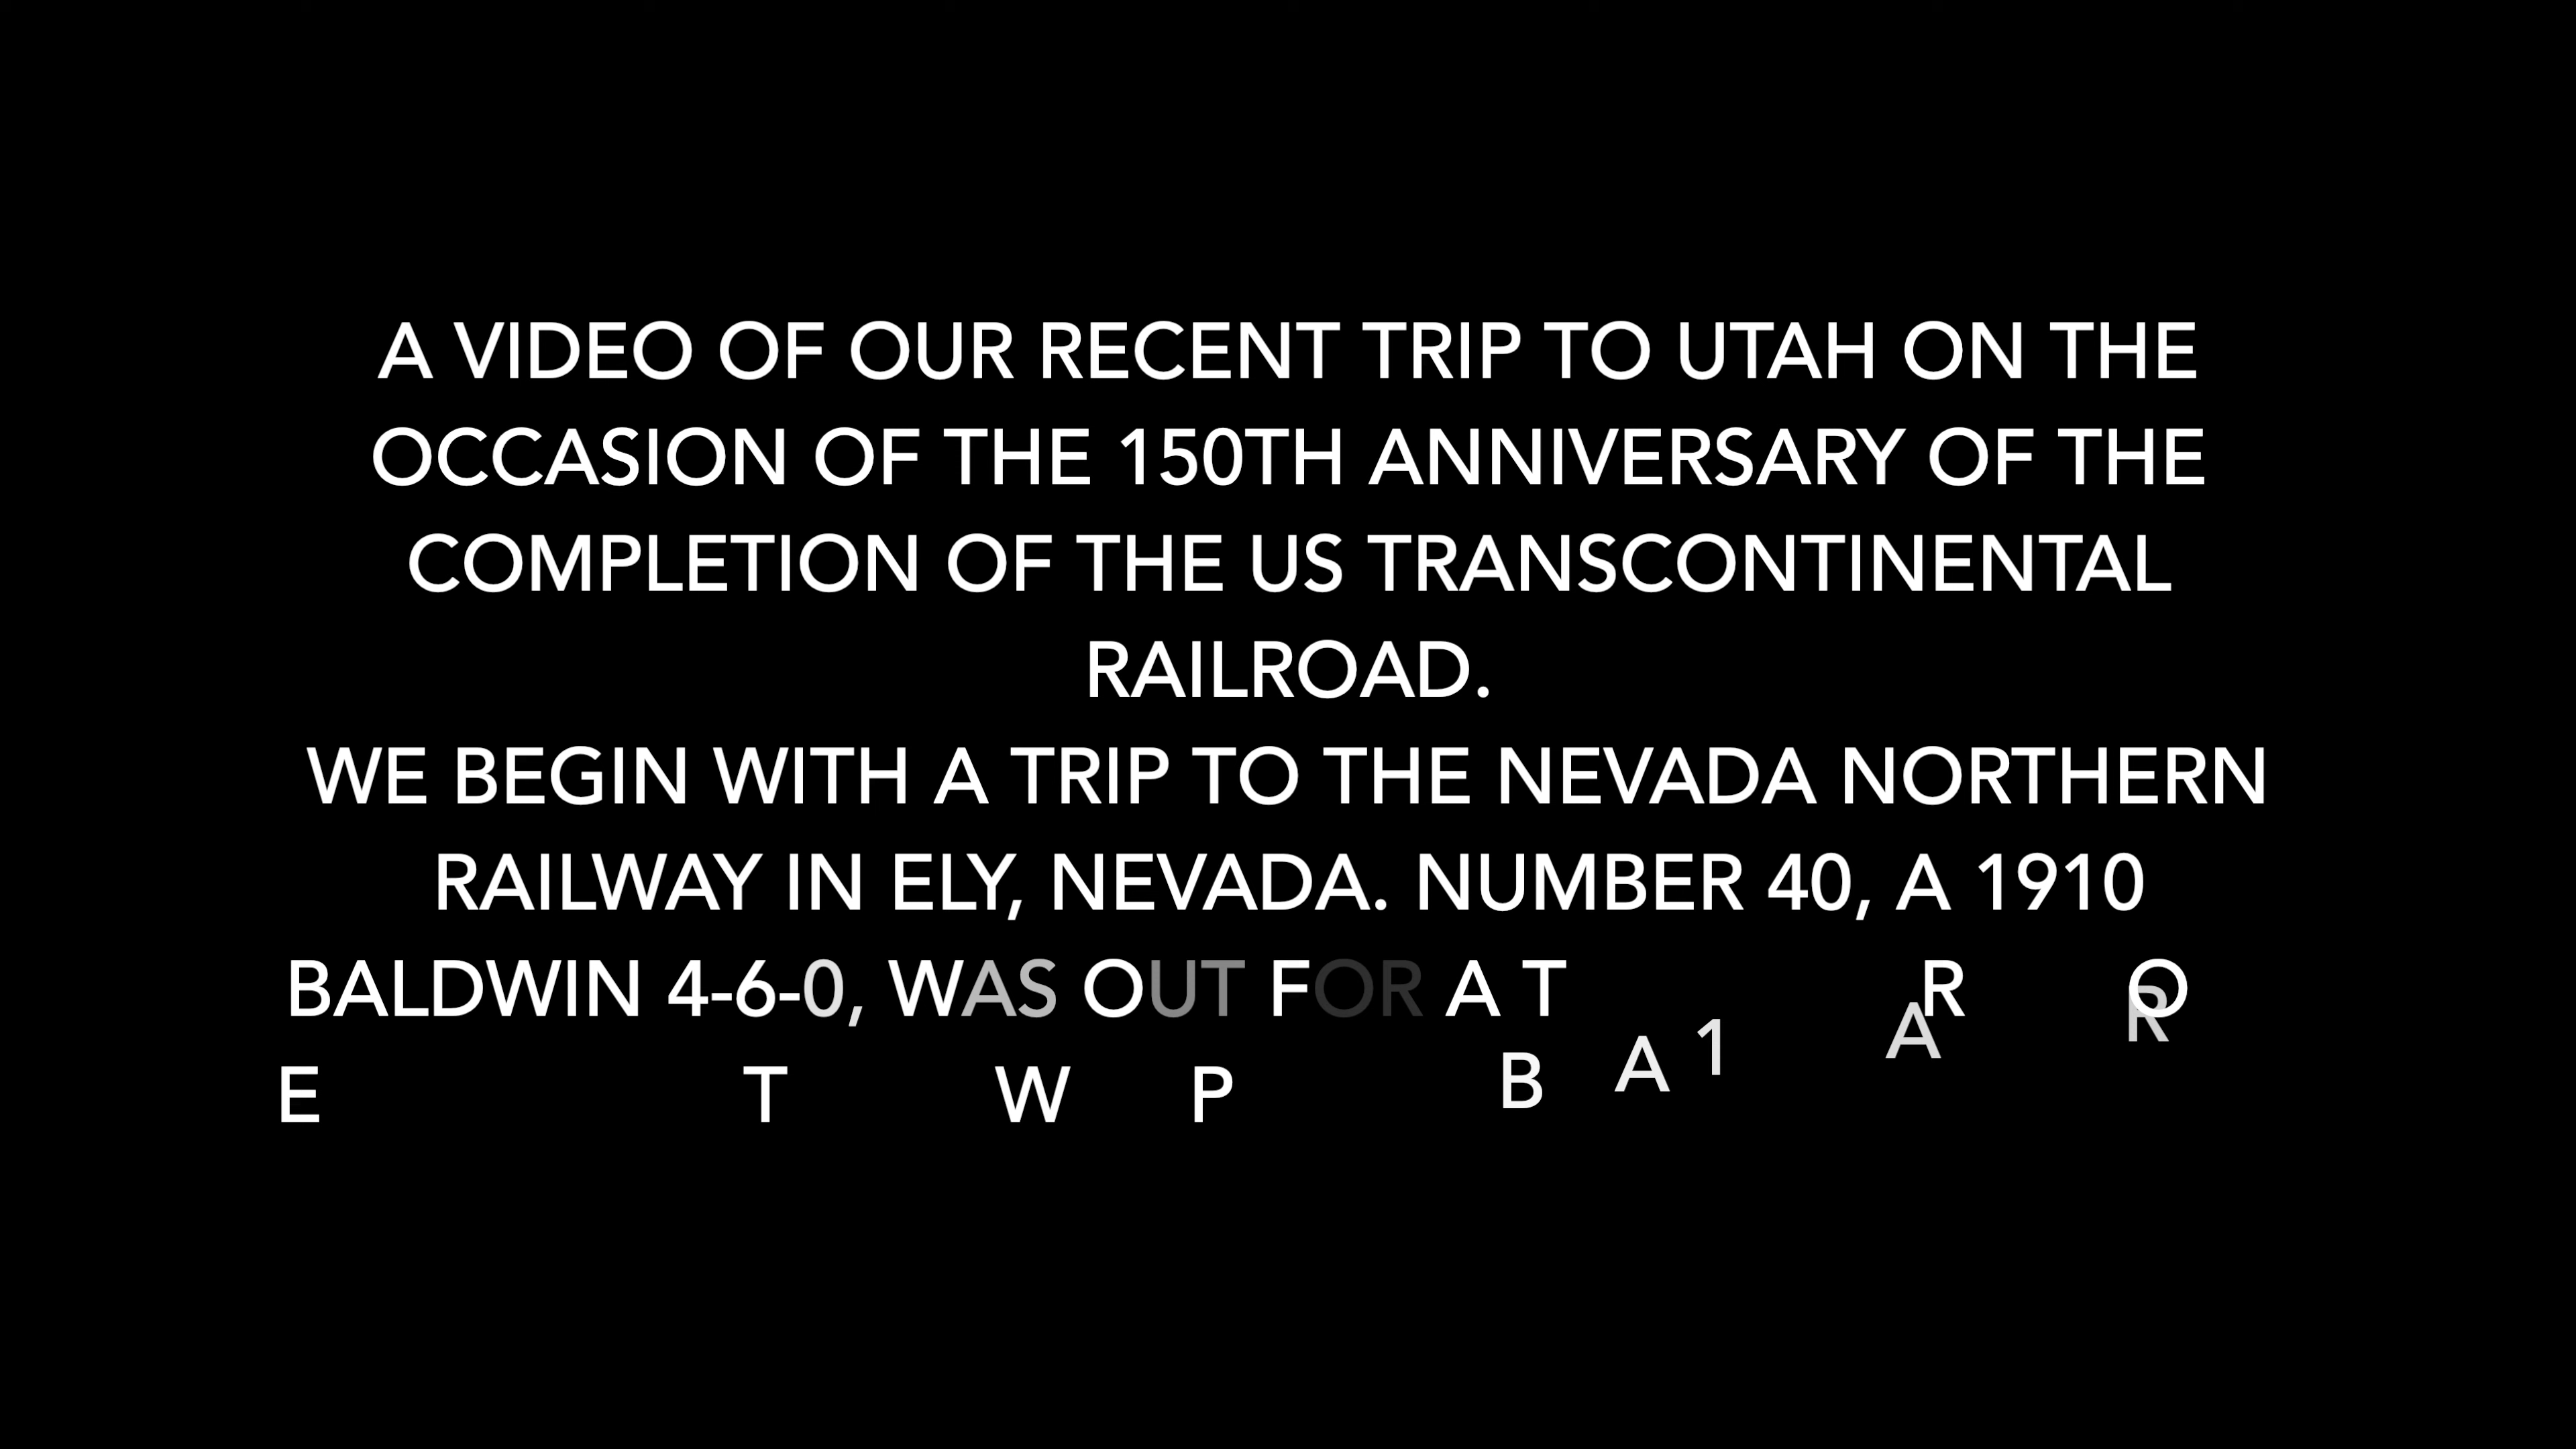 A VIDEO OF OUR RECENT TRIP TO UTAH ON THE
OCCASION OF THE 150TH ANNIVERSARY OF THE
COMPLETION OF THE US TRANSCONTINENTAL
RAILROAD.
WE BEGIN WITH A TRIP TO THE NEVADA NORTHERN
RAILWAY IN ELY, NEVADA. NUMBER 40, A 1910
BALDWIN 4-6-0, WAS OUT FOR A T R O
A 1 A R
E T W P B